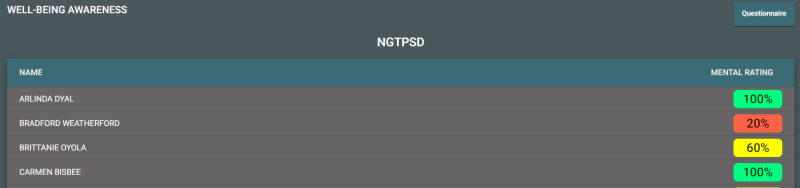 WELL-BEING AWARENESS
Questionnaire
NGTPSD
NAME MENTAL RATING
ARLINDA DYAL 100%
BRADFORD WEATHERFORD 20%
BRITTANIE OYOLA 60%
CARMEN BISBEE 100%